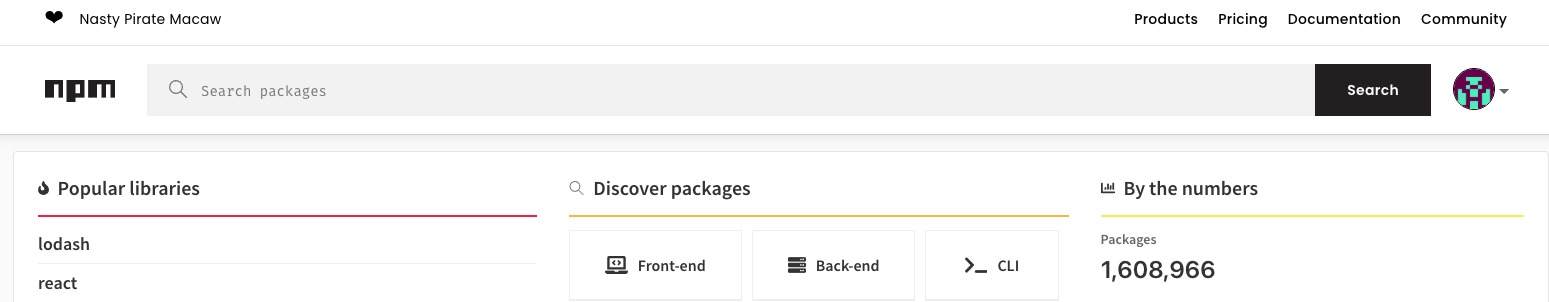 Nasty Pirate Macaw
Products Pricing Documentation Community
npm
Search packages
Search
Popular libraries
lodash
react
Discover packages
Front-end
Back-end
CLI
By the numbers
Packages
1,608,966